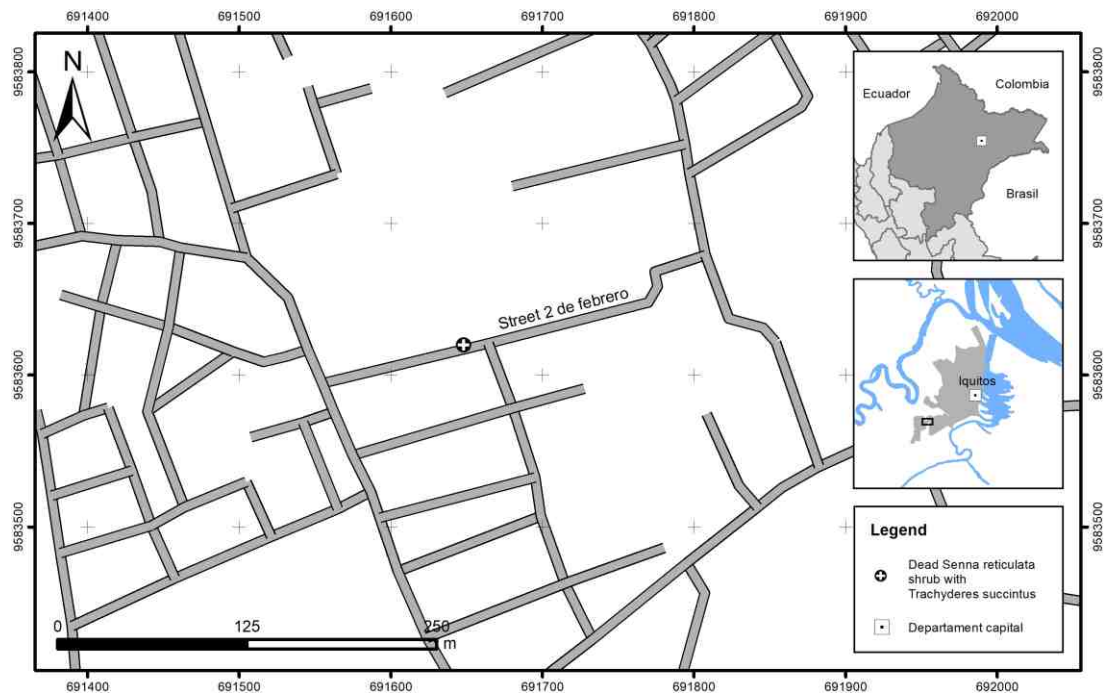 691400 691500 691600 691700 691800 691900 692000
9583800 9583800
9583700 9583700
9583600 9583600
9583500 9583500
N
Street 2 de febrero
0 125 250
m
Ecuador
Colombia
Brasil
Iquitos
Legend
Dead Senna reticulata
shrub with
Trachyderes succintus
Departament capital
691400 691500 691600 691700 691800 691900 692000